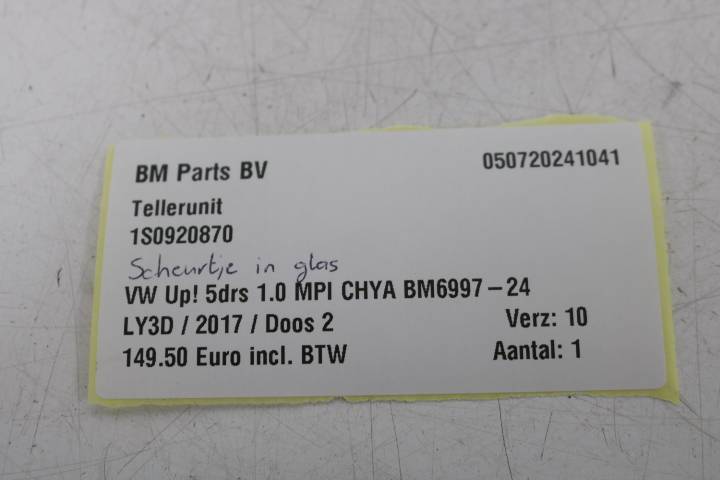 BM Parts BV 050720241041
Tellerunit
1S0920870
Scheurtje in glas
VW Up! 5drs 1.0 MPI CHYA BM6997-24
LY3D / 2017 / Doos 2 Verz: 10
149.50 Euro incl. BTW Aantal: 1